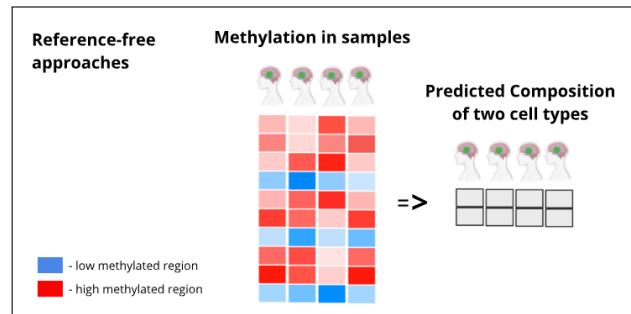 Reference-free
approaches
Methylation in samples
Predicted Composition
of two cell types
=>
- low methylated region
- high methylated region